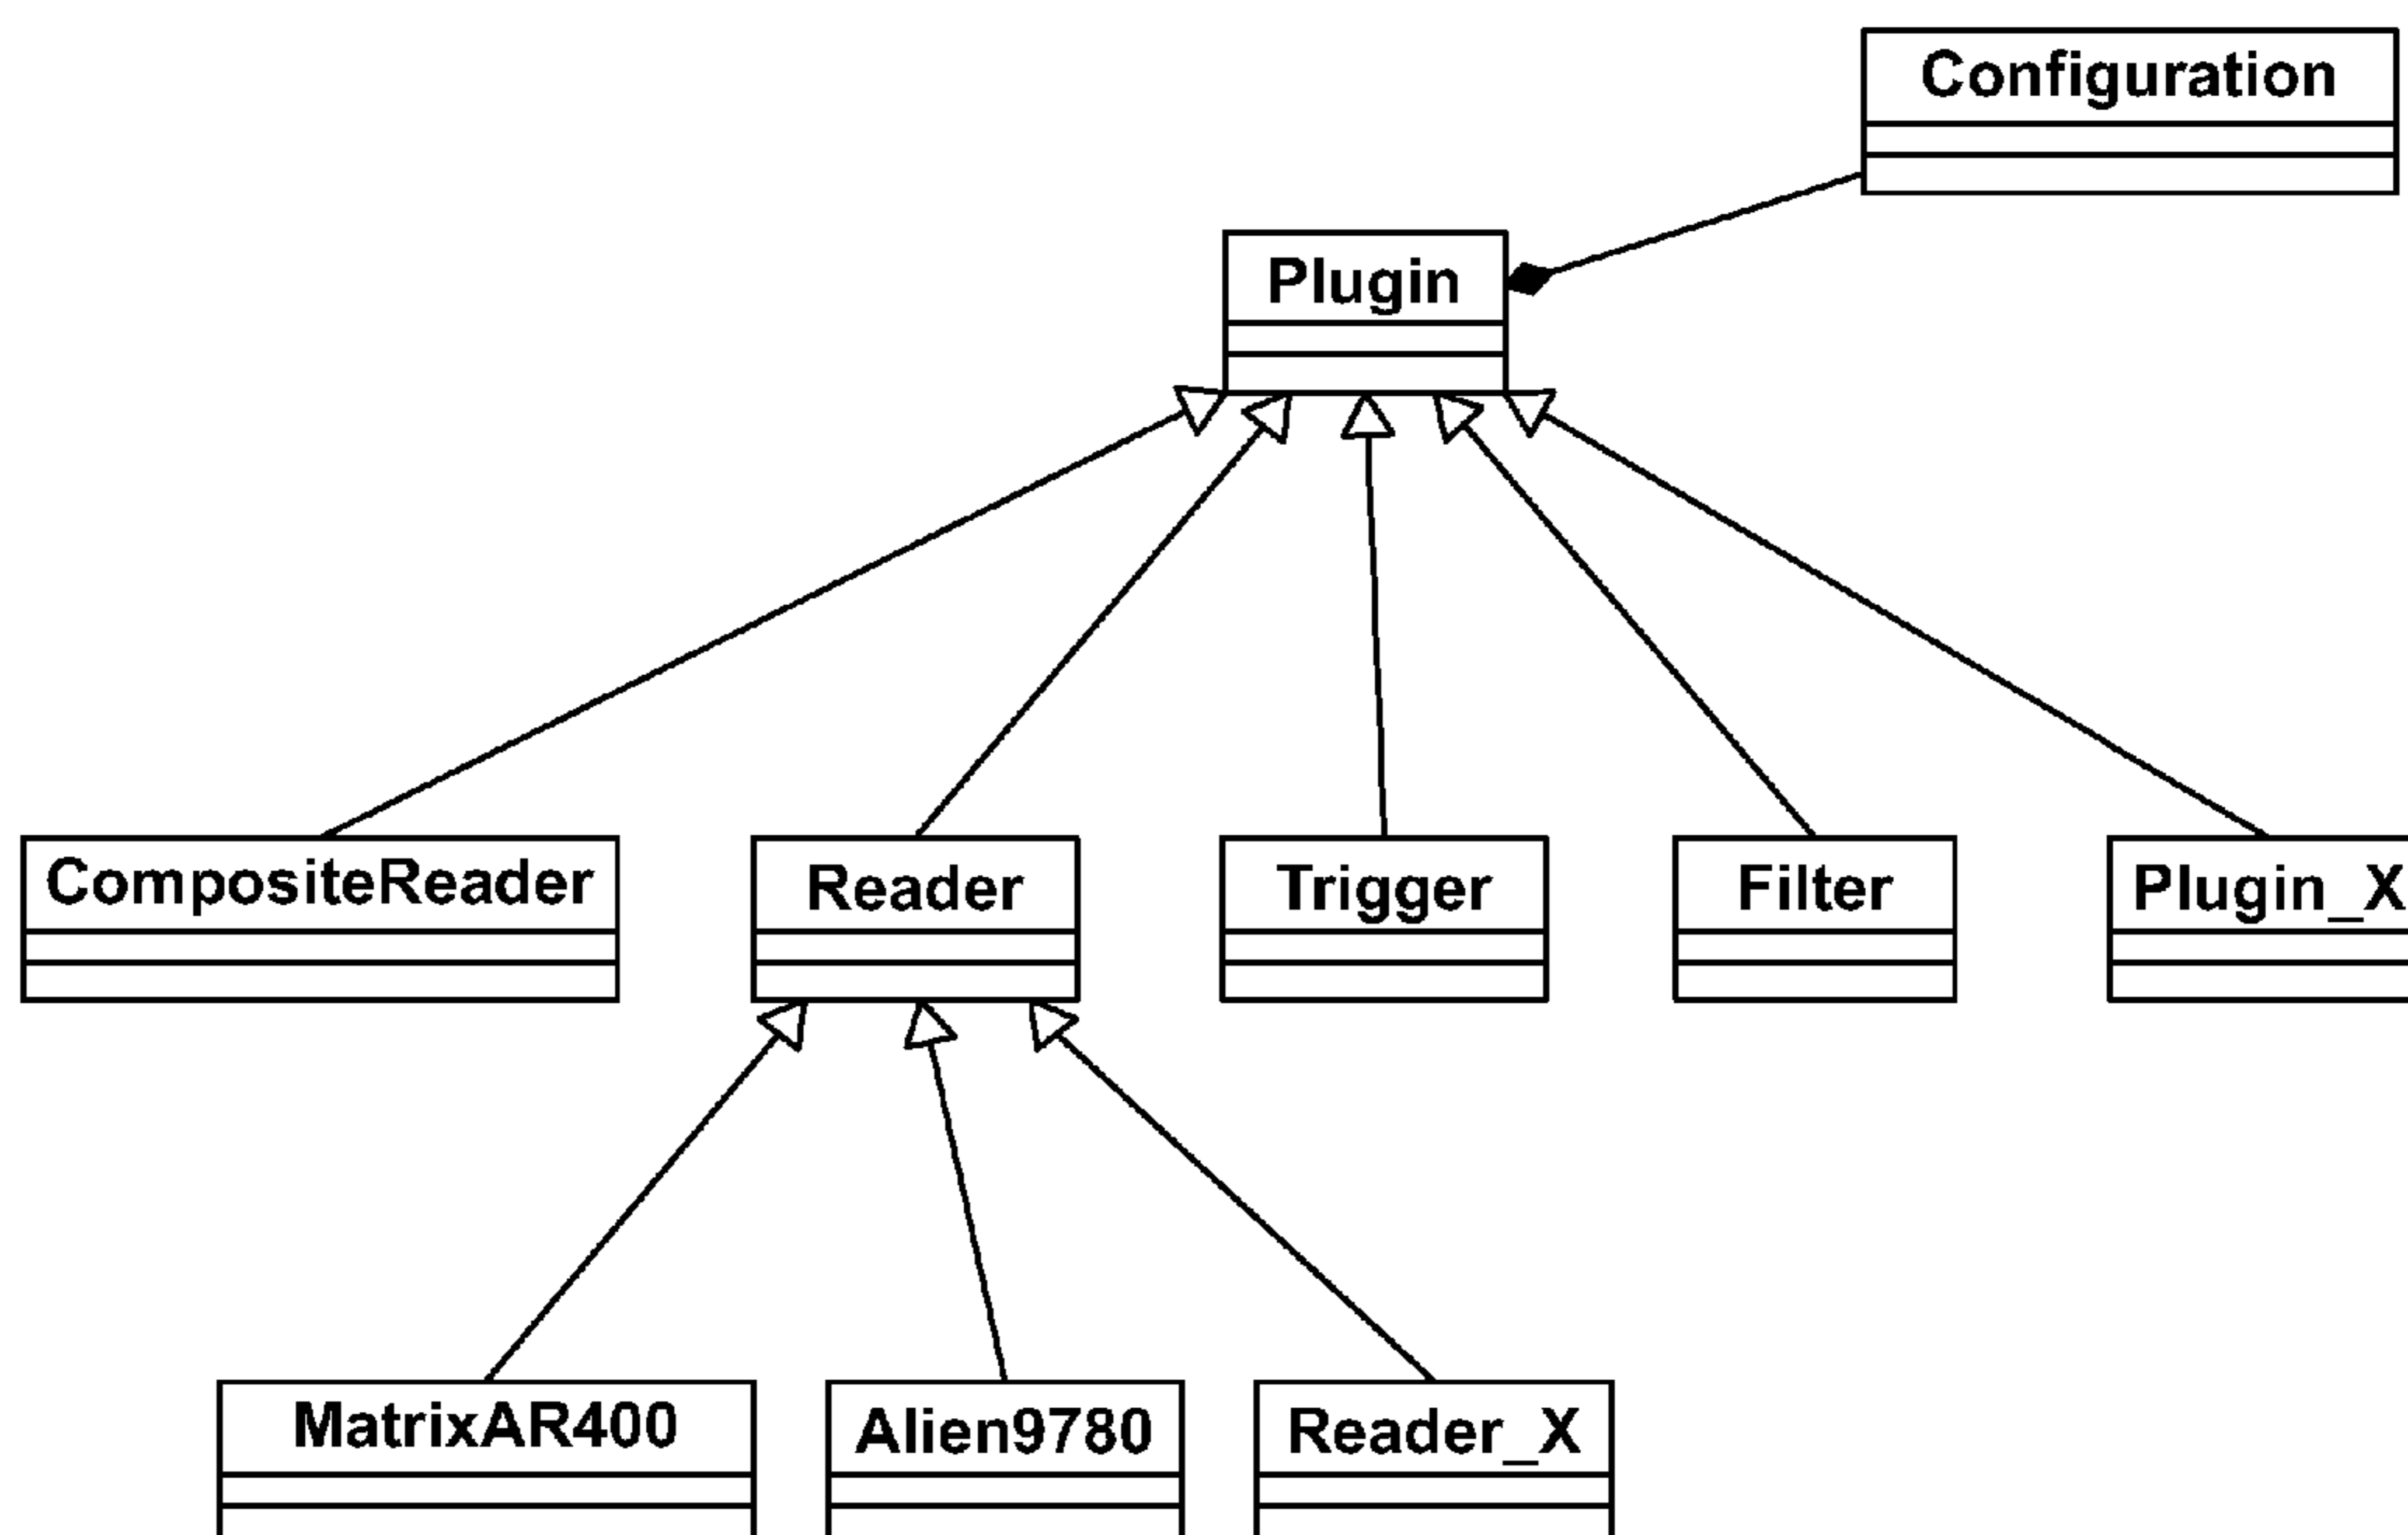 Configuration
Plugin
CompositeReader
Reader
Trigger
Filter
Plugin_X
MatrixAR400
Alien9780
Reader_X